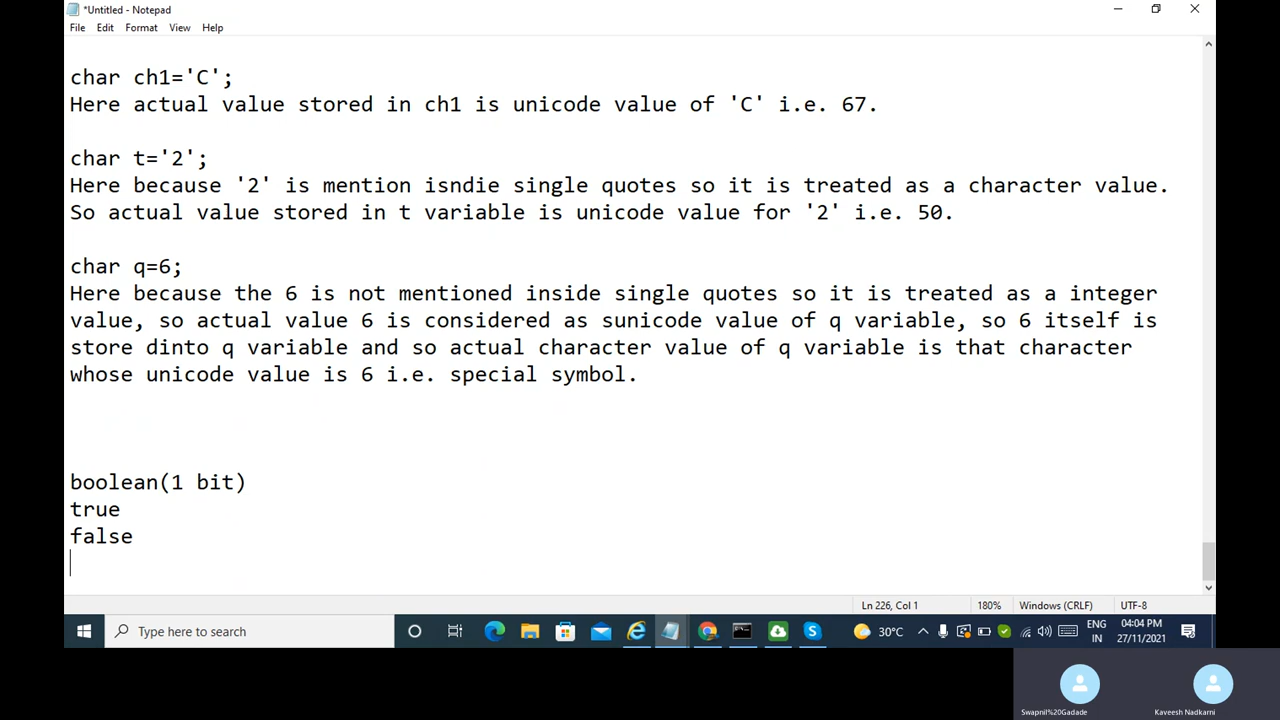 *Untitled - Notepad
File Edit Format View Help
char ch1='C';
Here actual value stored in ch1 is unicode value of 'C' i.e. 67.
char t='2';
Here because '2' is mention isndie single quotes so it is treated as a character value.
So actual value stored in t variable is unicode value for '2' i.e. 50.
char q=6;
Here because the 6 is not mentioned inside single quotes so it is treated as a integer
value, so actual value 6 is considered as sunicode value of q variable, so 6 itself is
store dinto q variable and so actual character value of q variable is that character
whose unicode value is 6 i.e. special symbol.
boolean(1 bit)
true
false
Ln 226, Col 1 180% Windows (CRLF) UTF-8
Type here to search
30°C
ENG
IN
04:04 PM
27/11/2021
Swapnil%20Gadade
Kaveesh Nadkarni